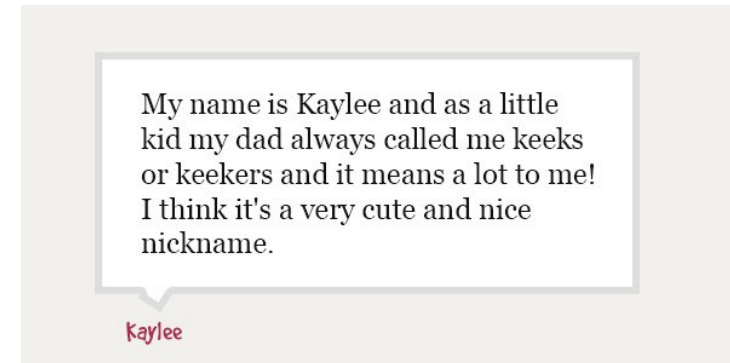 My name is Kaylee and as a little
kid my dad always called me keeks
or keekers and it means a lot to me!
I think it's a very cute and nice
nickname.
Kaylee